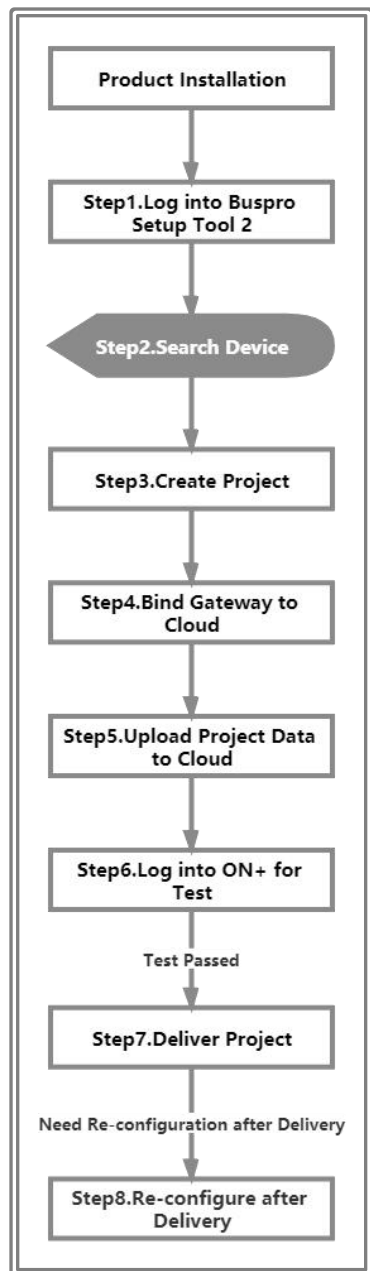 Product Installation
Step1.Log into Buspro
Setup Tool 2
Step2.Search Device
Step3.Create Project
Step4.Bind Gateway to
Cloud
Step5.Upload Project Data
to Cloud
Step6.Log into ON+ for
Test
Test Passed
Step7.Deliver Project
Need Re-configuration after Delivery
Step8.Re-configure after
Delivery